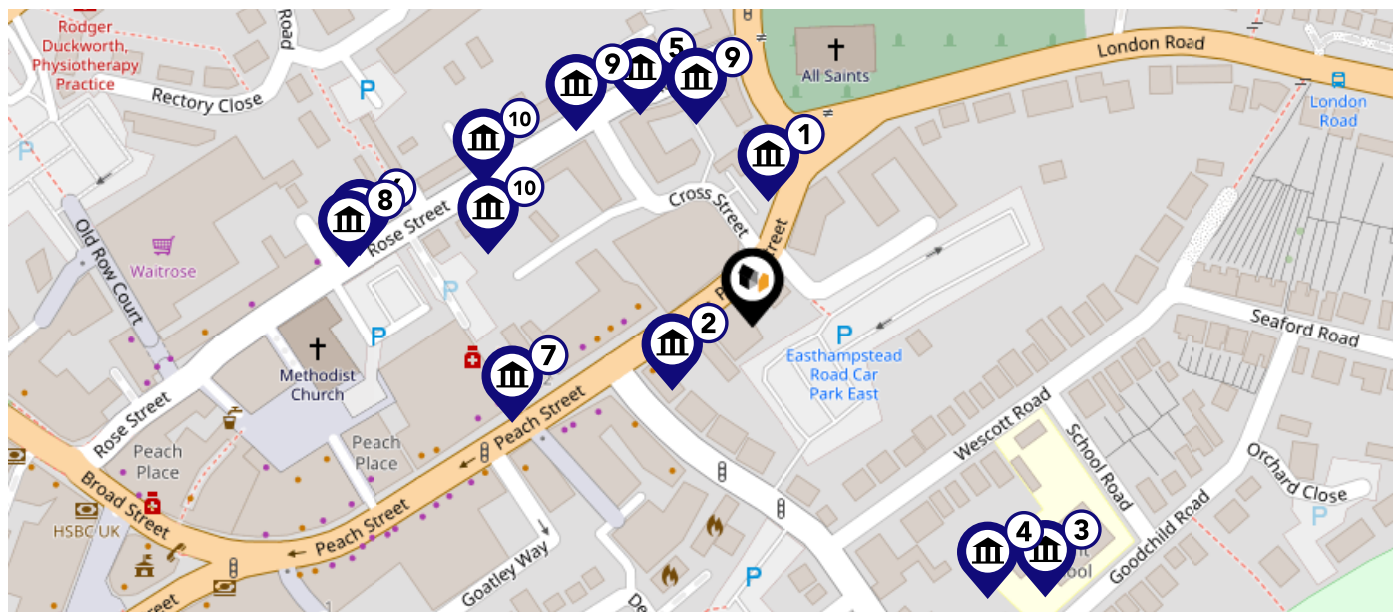 Rodger
Duckworth,
Physiotherapy
Practice
Road
Rectory Close
P
P
9
5
9
10
10
1
All Saints
London Road
London
Road
8
Old Row Court
Waitrose
Rose Street
Cross Street
P
P
Methodist
Church
7
2
P
Easthampstead
Road Car
Park East
Seaford Road
Rose Street
Peach
Place
Peach
Place
Peach Street
Broad Street
HSBC UK
Peach Street
Goatley Way
Wescott Road
School Road
Orchard Close
P
Goodchild Road
4
3
P